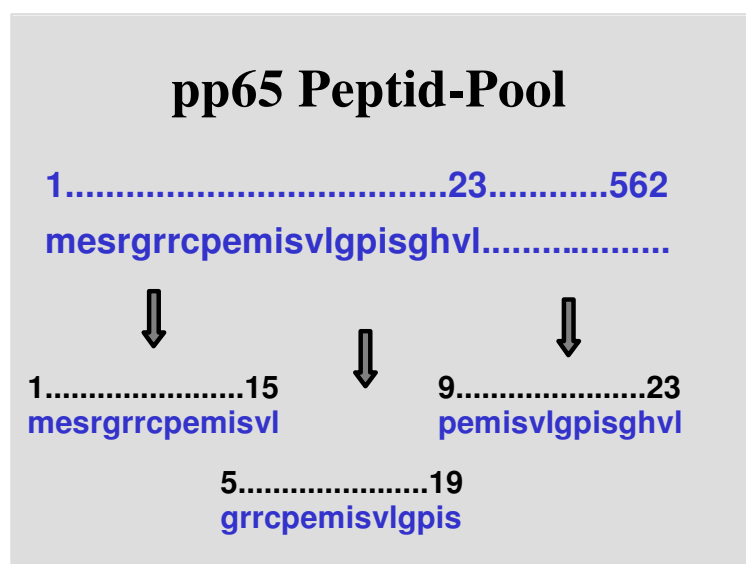 pp65 Peptid-Pool
1......................................23............562
mesrgrrcpemisvlgpisghvl...................
1.......................15
mesrgrrcpemisvl
9......................23
pemisvlgpisghvl
5......................19
grrcpemisvlgpis